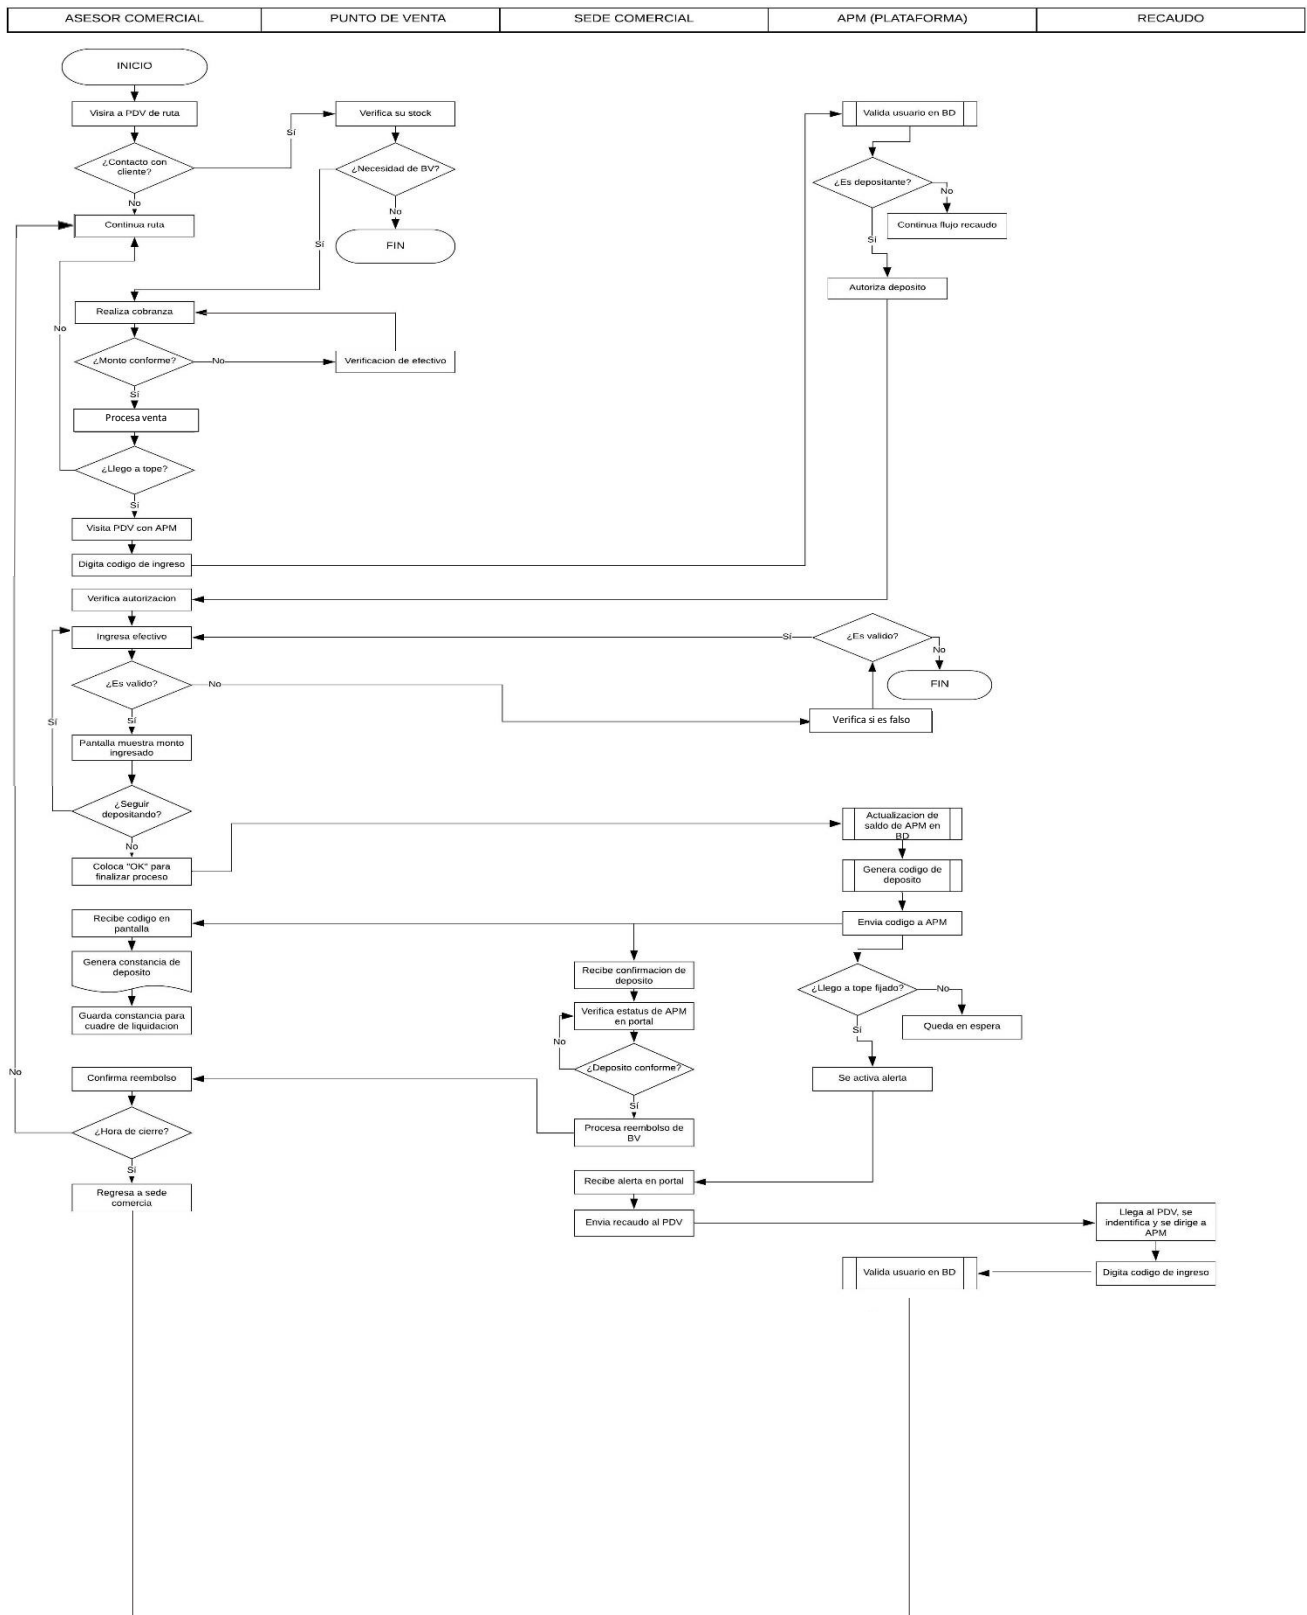 ASESOR COMERCIAL
PUNTO DE VENTA
SEDE COMERCIAL
APM (PLATAFORMA)
RECAUDO
INICIO
Visira a PDV de ruta
Verifica su stock
Valida usuario en BD
Sí
¿Contacto con
cliente?
¿Necesidad de BV?
¿Es depositante?
No
No
No
Continua ruta
Continua flujo recaudo
FIN
Sí
Sí
Autoriza deposito
Realiza cobranza
No
¿Monto conforme?
No
Verificacion de efectivo
Sí
Procesa venta
¿Llego a tope?
Sí
Visita PDV con APM
Digita codigo de ingreso
Verifica autorizacion
Ingresa efectivo
Sí
¿Es valido?
No
¿Es valido?
No
FIN
Sí
Sí
Verifica si es falso
Pantalla muestra monto
ingresado
¿Seguir
depositando?
No
Coloca "OK" para
finalizar proceso
Actualizacion de
saldo de APM en
BD
Genera codigo de
deposito
Recibe codigo en
pantalla
Envia codigo a APM
Genera constancia de
deposito
Recibe confirmacion de
deposito
¿Llego a tope fijado?
No
Guarda constancia para
cuadre de liquidacion
Verifica estatus de APM
en portal
Queda en espera
Sí
No
¿Deposito conforme?
No
Confirma reembolso
Se activa alerta
Sí
¿Hora de cierre?
Procesa reembolso de
BV
Sí
Regresa a sede
comercia
Recibe alerta en portal
Envia recaudo al PDV
Llega al PDV, se
indentifica y se dirige a
APM
Valida usuario en BD
Digita codigo de ingreso